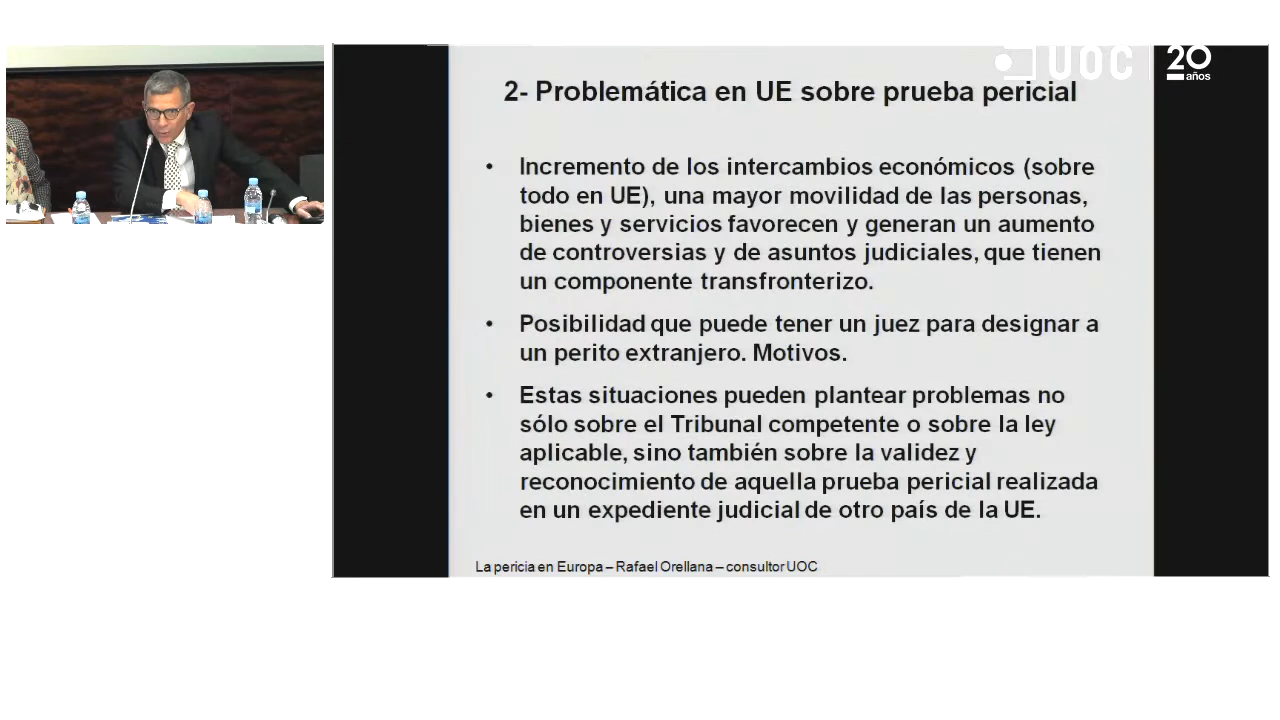 UOC
20
años
2- Problemática en UE sobre prueba pericial
• Incremento de los intercambios económicos (sobre
todo en UE), una mayor movilidad de las personas,
bienes y servicios favorecen y generan un aumento
de controversias y de asuntos judiciales, que tienen
un componente transfronterizo.
• Posibilidad que puede tener un juez para designar a
un perito extranjero. Motivos.
• Estas situaciones pueden plantear problemas no
sólo sobre el Tribunal competente o sobre la ley
aplicable, sino también sobre la validez y
reconocimiento de aquella prueba pericial realizada
en un expediente judicial de otro país de la UE.
La pericia en Europa – Rafael Orellana – consultor UOC